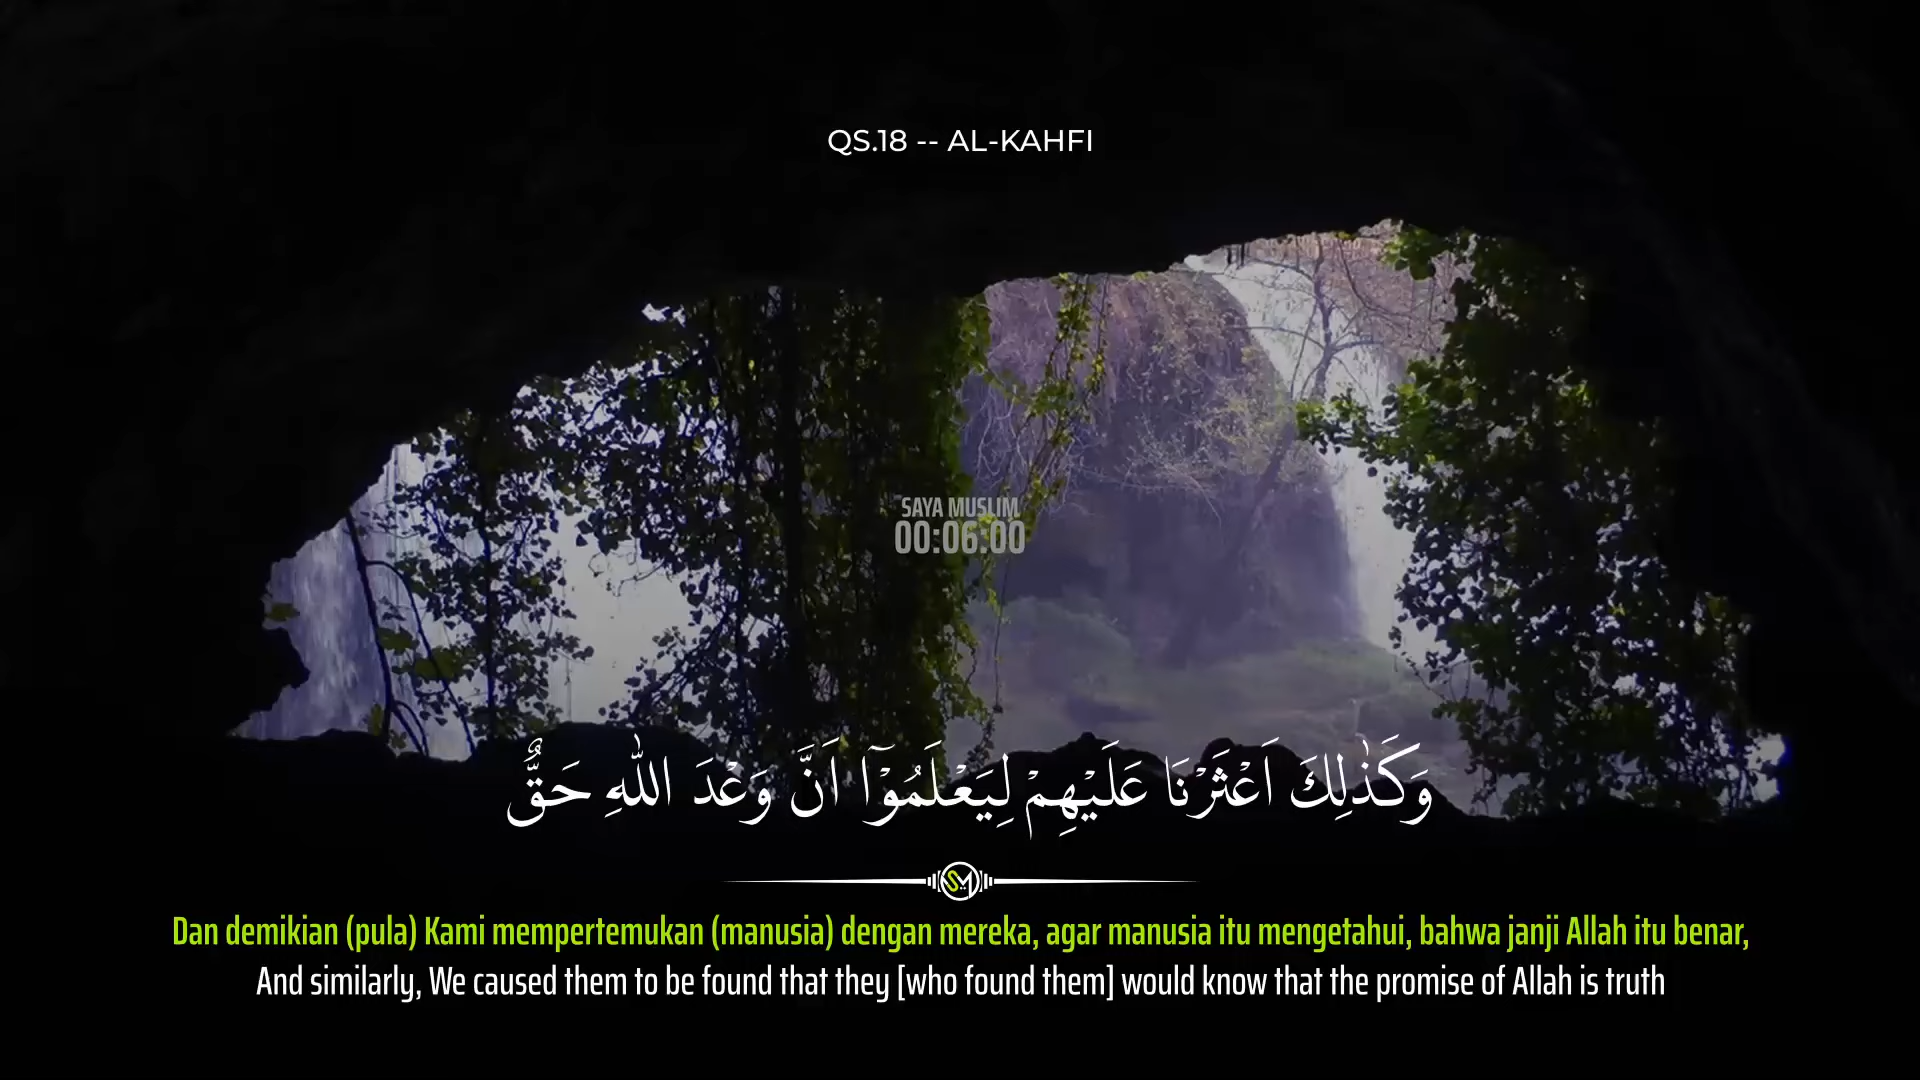 QS.18 -- AL-KAHFI
SAYA MUSLIM
00:06:00
وَكَذٰلِكَ اَعْثَرْنَا عَلَيْهِمْ لِيَعْلَمُوْٓا اَنَّ وَعْدَ اللّٰهِ حَقٌّ
SM
Dan demikian (pula) Kami mempertemukan (manusia) dengan mereka, agar manusia itu mengetahui, bahwa janji Allah itu benar,
And similarly, We caused them to be found that they [who found them] would know that the promise of Allah is truth